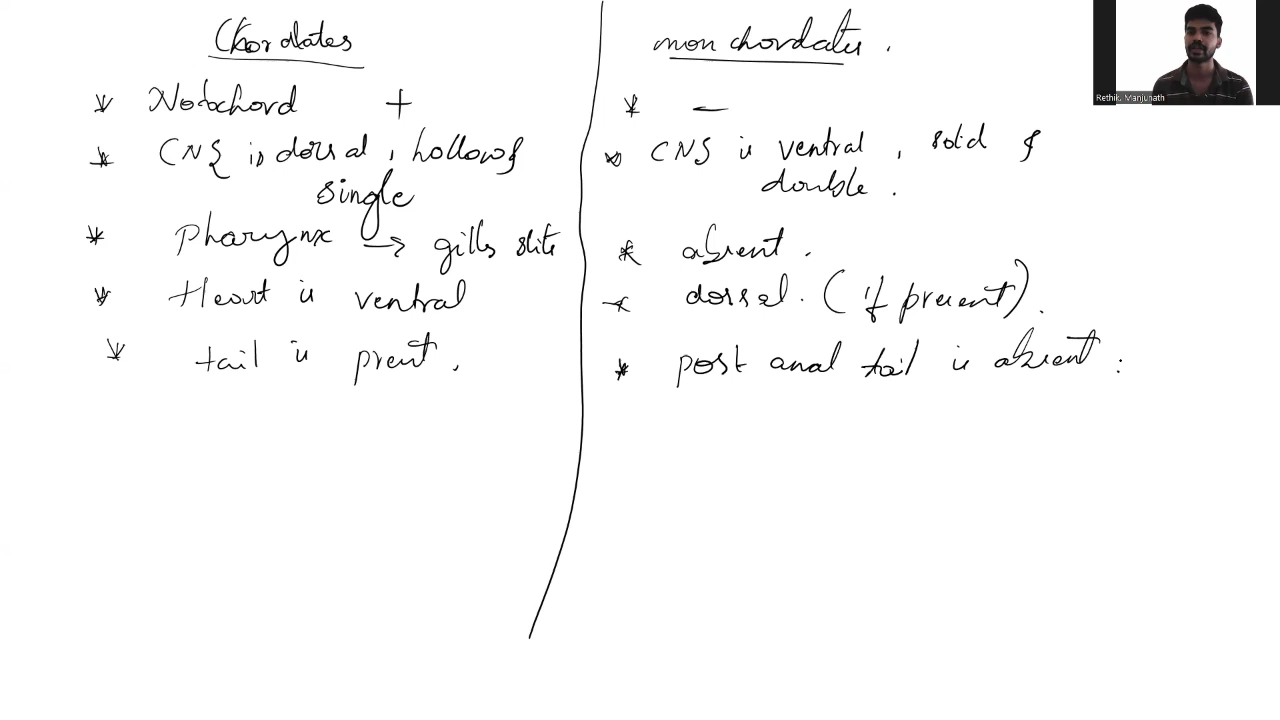 Chordates
* Notochord +
* CNS is dorsal, hollow &
single
* Pharynx → gills slits
* Heart is ventral
* tail is preent.
non chordates.
* –
* CNS is ventral, solid &
double.
* absent.
* dorsal. (if present).
* post anal tail is absent.
Rethik. Manjunath